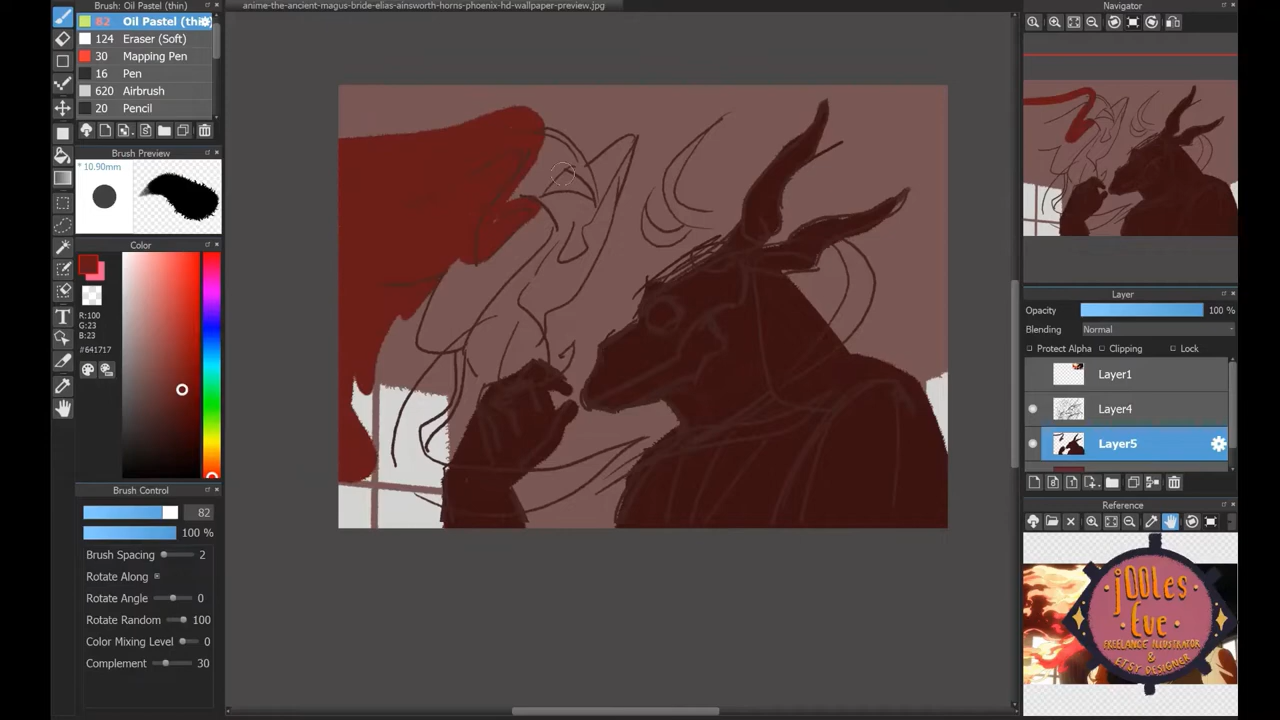 Brush: Oil Pastel (thin)
anime-the-ancient-magus-bride-elias-ainsworth-horns-phoenix-hd-wallpaper-preview.jpg
Navigator
82 Oil Pastel (thi
124 Eraser (Soft)
30 Mapping Pen
16 Pen
620 Airbrush
20 Pencil
Brush Preview
* 10.90mm
Color
R:100
G:23
B:23
#641717
Brush Control
82
100 %
Brush Spacing 2
Rotate Along
Rotate Angle 0
Rotate Random 100
Color Mixing Level 0
Complement 30
Layer
Opacity 100 %
Blending Normal
Protect Alpha Clipping Lock
Layer1
Layer4
Layer5
Reference
jOOles
Eve
FREELANCE ILLUSTRATOR
&
ETSY DESIGNER